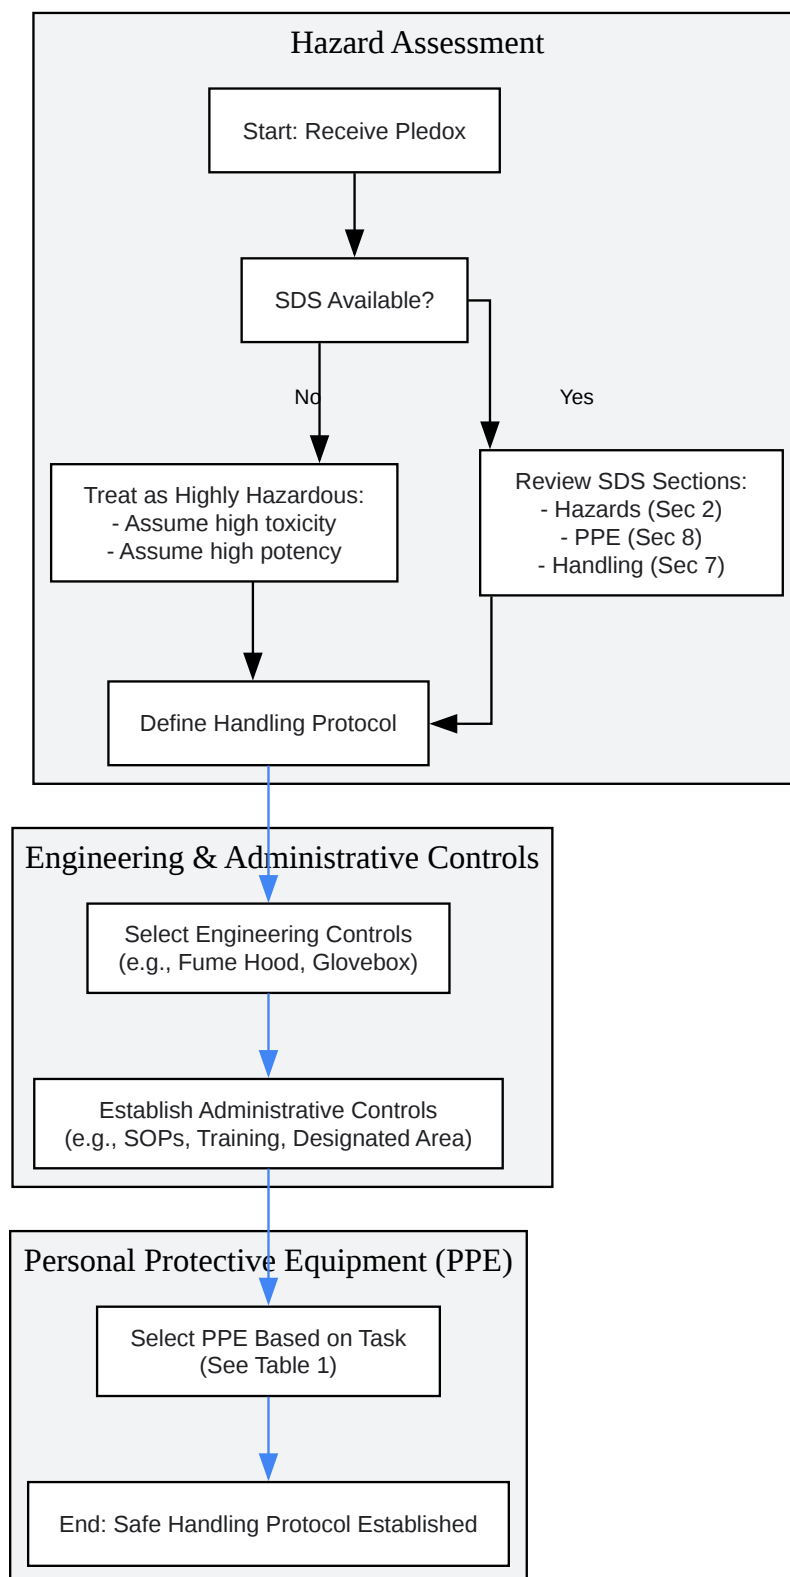 Hazard Assessment
Start: Receive Pledox
SDS Available?
No
Yes
Treat as Highly Hazardous:
- Assume high toxicity
- Assume high potency
Review SDS Sections:
- Hazards (Sec 2)
- PPE (Sec 8)
- Handling (Sec 7)
Define Handling Protocol
Engineering & Administrative Controls
Select Engineering Controls
(e.g., Fume Hood, Glovebox)
Establish Administrative Controls
(e.g., SOPs, Training, Designated Area)
Personal Protective Equipment (PPE)
Select PPE Based on Task
(See Table 1)
End: Safe Handling Protocol Established